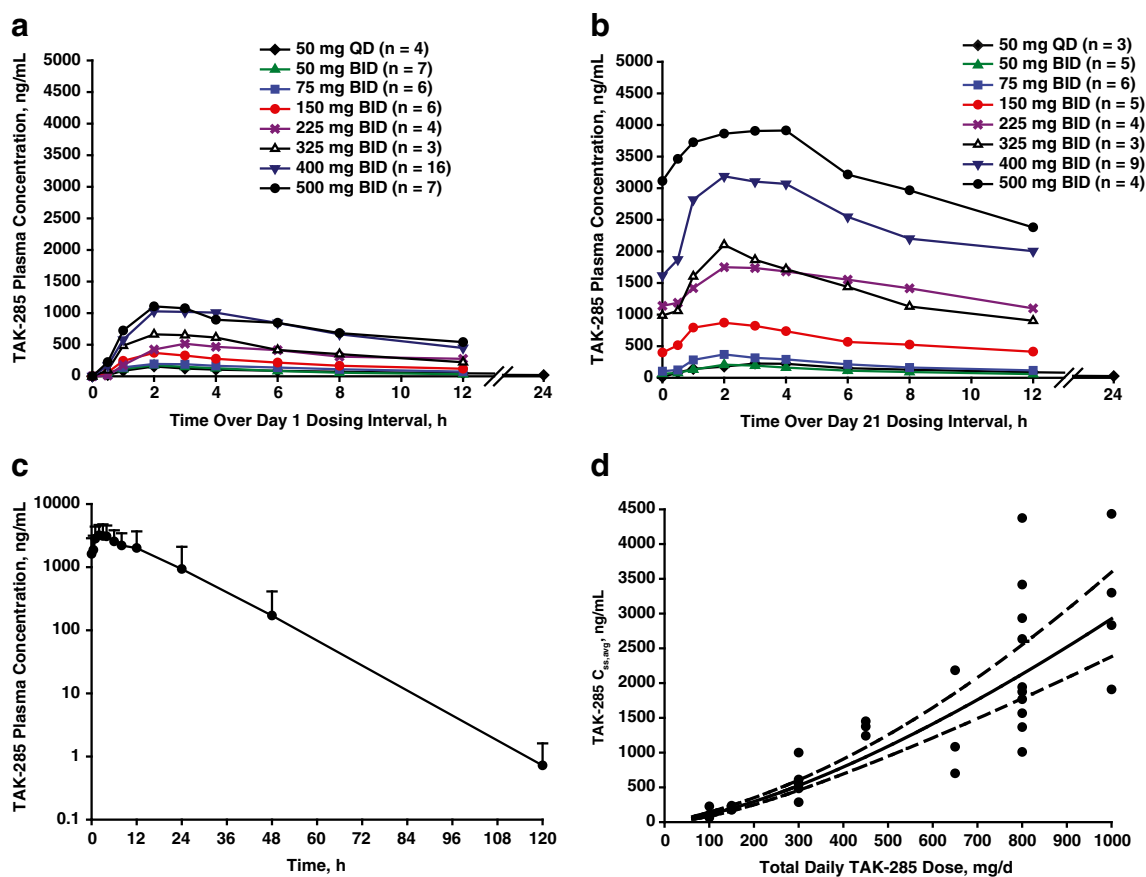 a
50 mg QD (n = 4)
50 mg BID (n = 7)
75 mg BID (n = 6)
150 mg BID (n = 6)
225 mg BID (n = 4)
325 mg BID (n = 3)
400 mg BID (n = 16)
500 mg BID (n = 7)
TAK-285 Plasma Concentration, ng/mL
5000
4500
4000
3500
3000
2500
2000
1500
1000
500
0
0 2 4 6 8 10 12 24
Time Over Day 1 Dosing Interval, h
b
50 mg QD (n = 3)
50 mg BID (n = 5)
75 mg BID (n = 6)
150 mg BID (n = 5)
225 mg BID (n = 4)
325 mg BID (n = 3)
400 mg BID (n = 9)
500 mg BID (n = 4)
TAK-285 Plasma Concentration, ng/mL
5000
4500
4000
3500
3000
2500
2000
1500
1000
500
0
0 2 4 6 8 10 12 24
Time Over Day 21 Dosing Interval, h
c
TAK-285 Plasma Concentration, ng/mL
10000
1000
100
10
1
0.1
0 12 24 36 48 60 72 84 96 108 120
Time, h
d
TAK-285 Css,avg, ng/mL
4500
4000
3500
3000
2500
2000
1500
1000
500
0
100 200 300 400 500 600 700 800 900 1000
Total Daily TAK-285 Dose, mg/d